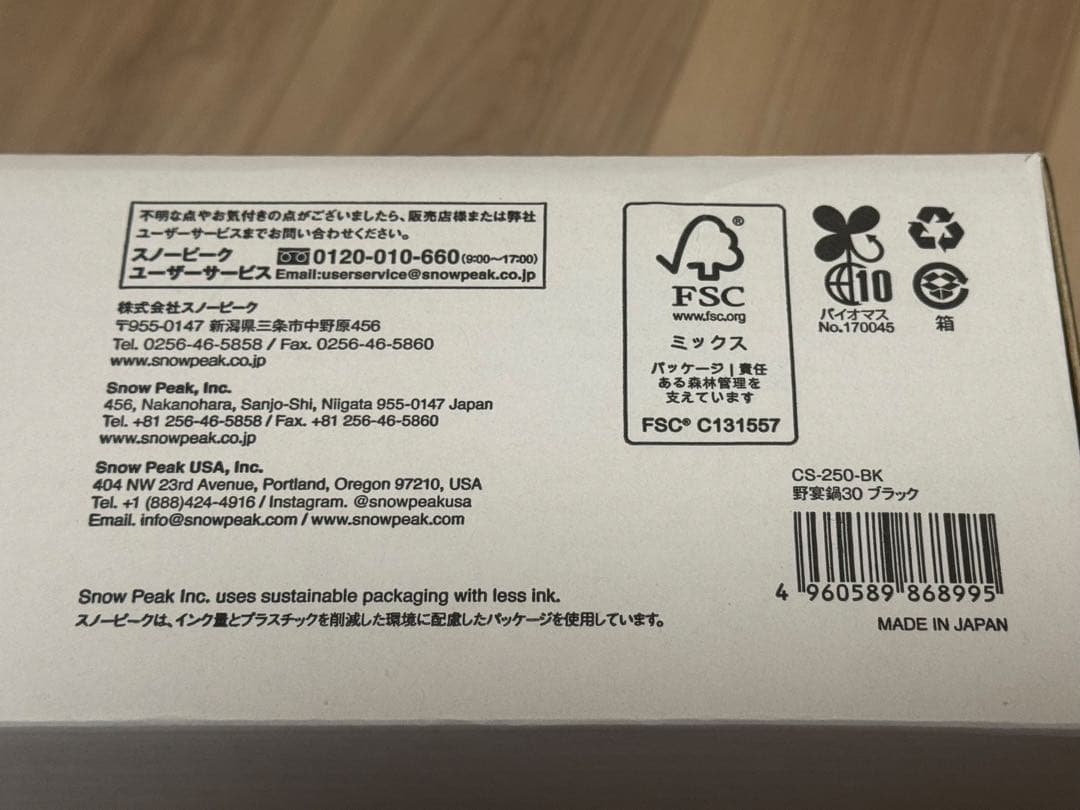 不明な点やお気付きの点がございましたら、販売店様または弊社
ユーザーサービスまでお問い合わせください。
スノーピーク
ユーザーサービス
0120-010-660(9:00〜17:00)
Email:userservice@snowpeak.co.jp
株式会社スノーピーク
〒955-0147 新潟県三条市中野原456
Tel. 0256-46-5858 / Fax. 0256-46-5860
www.snowpeak.co.jp
Snow Peak, Inc.
456, Nakanohara, Sanjo-Shi, Niigata 955-0147 Japan
Tel. +81 256-46-5858 / Fax. +81 256-46-5860
www.snowpeak.co.jp
Snow Peak USA, Inc.
404 NW 23rd Avenue, Portland, Oregon 97210, USA
Tel. +1 (888)424-4916 / Instagram. @snowpeakusa
Email. info@snowpeak.com / www.snowpeak.com
Snow Peak Inc. uses sustainable packaging with less ink.
スノーピークは、インク量とプラスチックを削減した環境に配慮したパッケージを使用しています。
®
FSC
www.fsc.org
ミックス
パッケージ | 責任
ある森林管理を
支えています
FSC® C131557
10
バイオマス
No.170045
箱
CS-250-BK
野宴鍋30 ブラック
4 960589 868995
MADE IN JAPAN